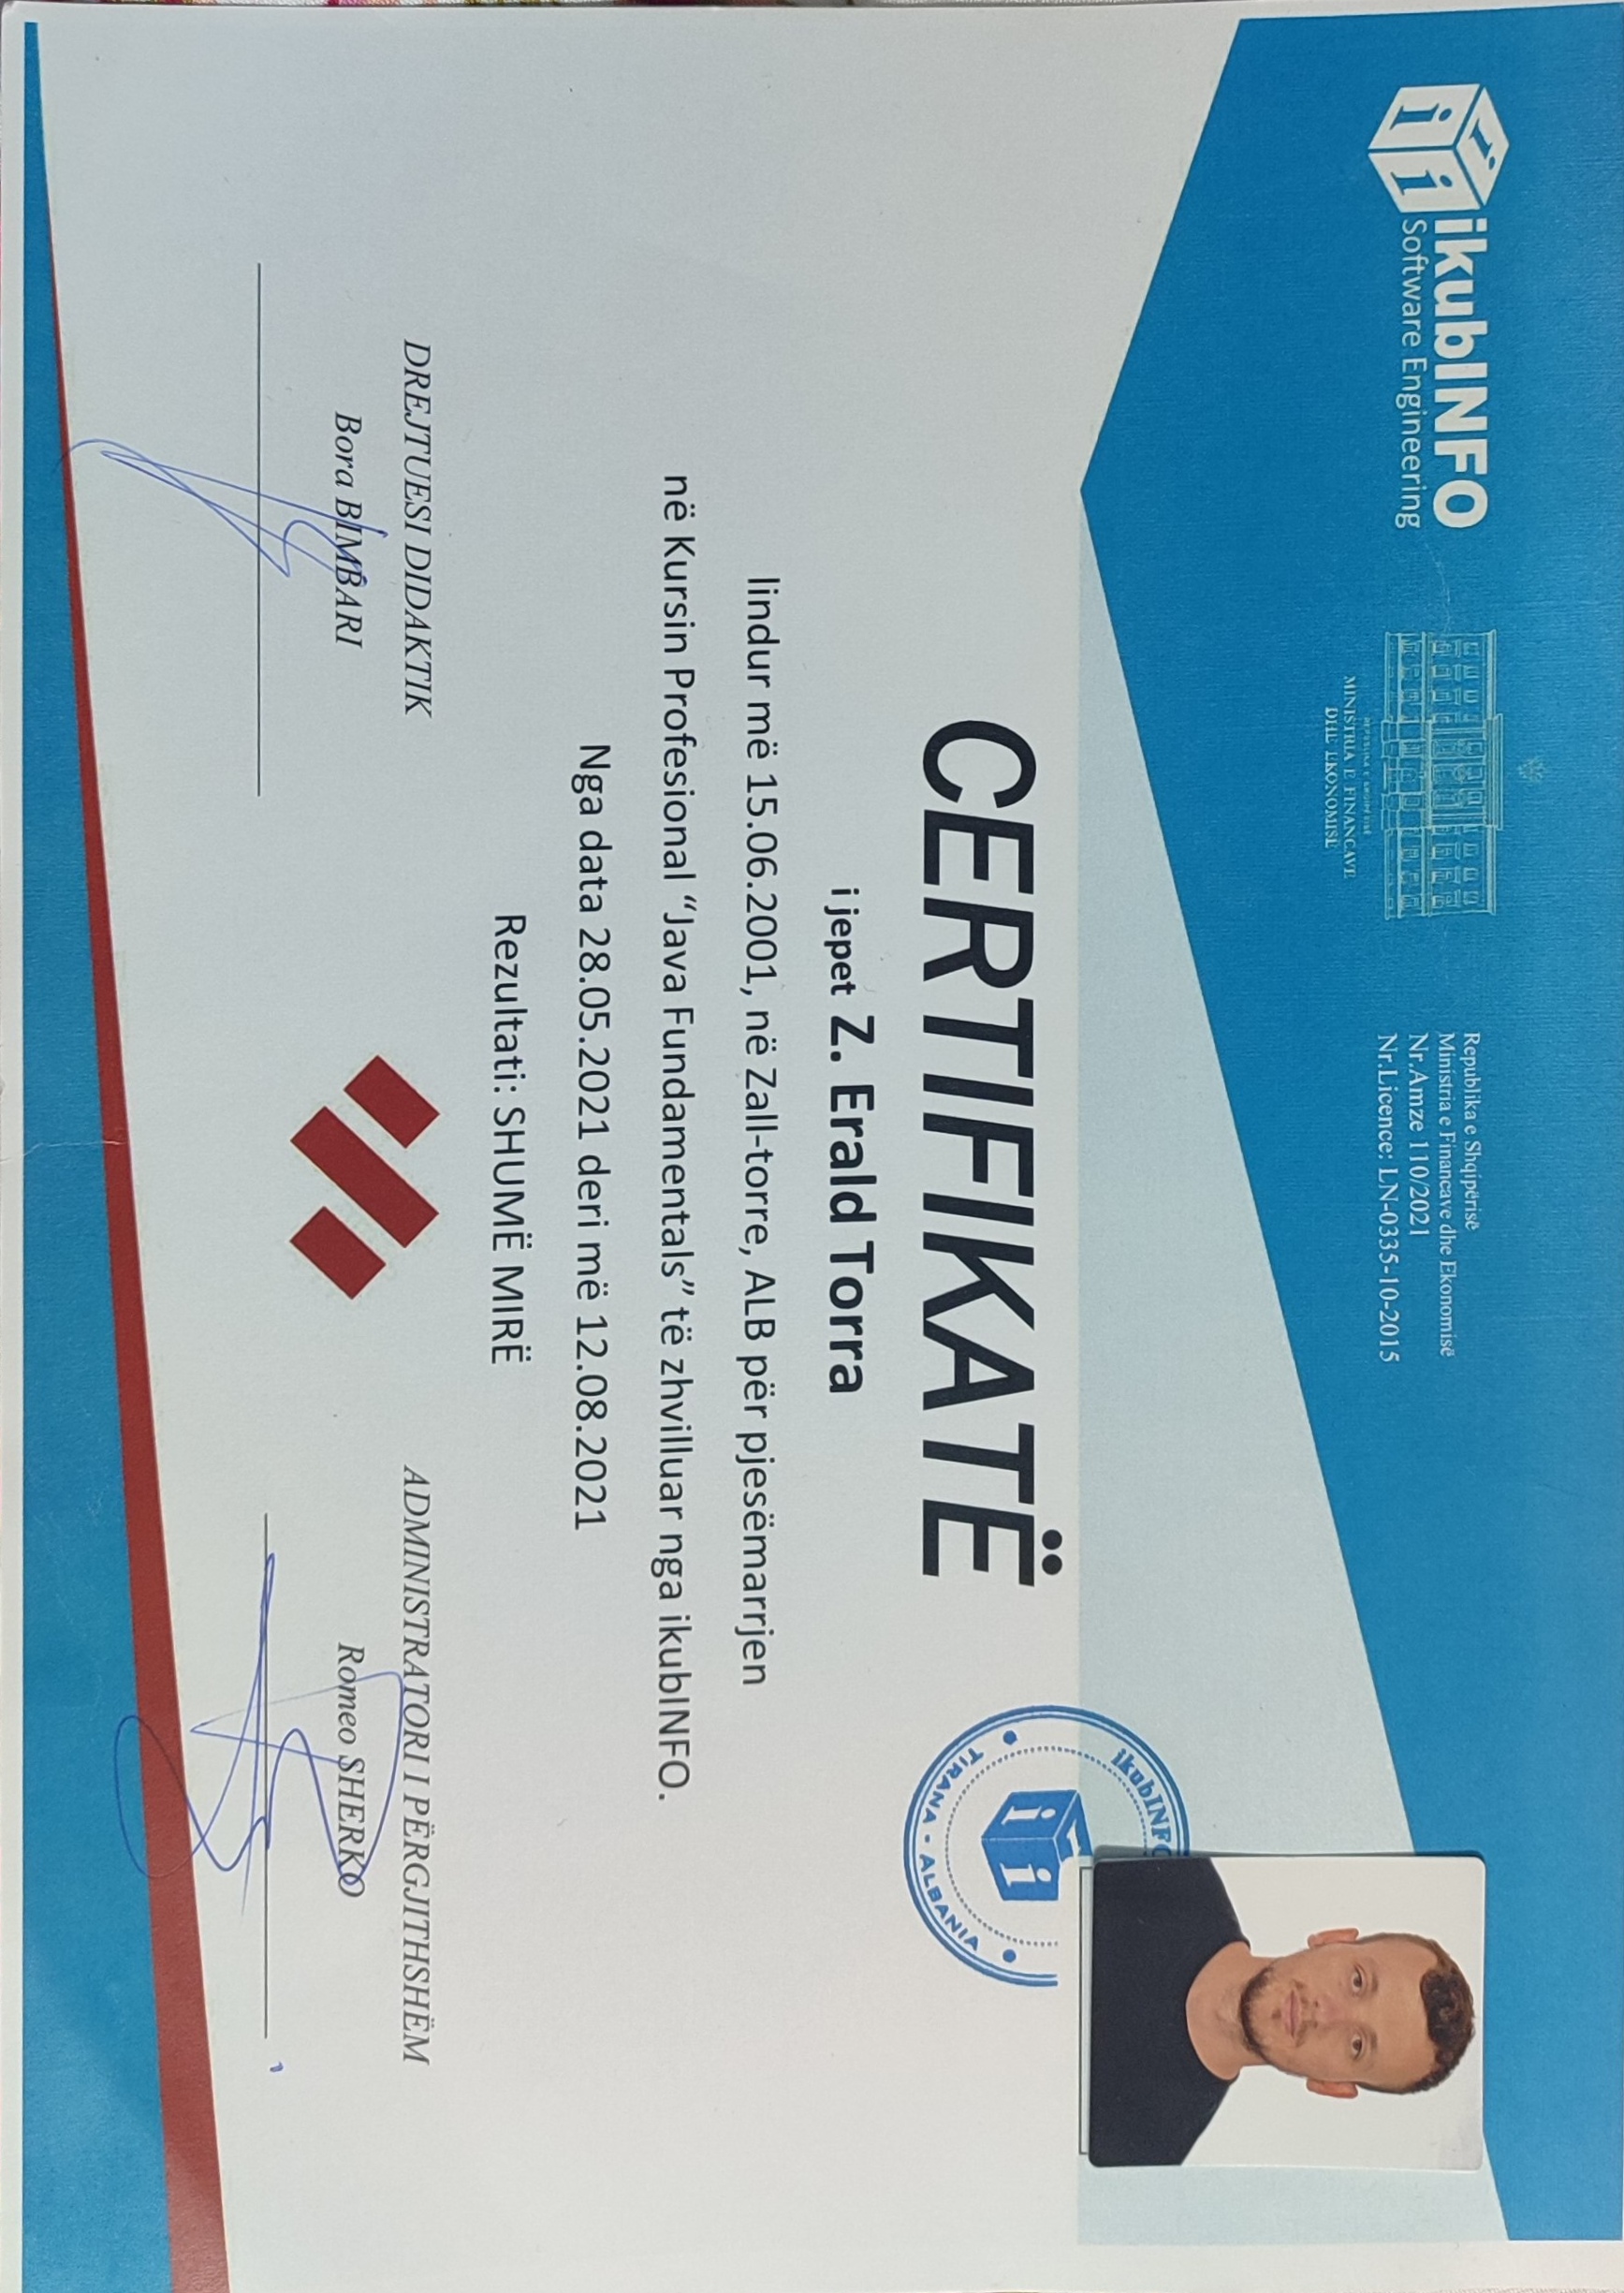 ikubINFO
Software Engineering
REPUBLIKA E SHQIPËRISË
MINISTRIA E FINANCAVE
DHE EKONOMISË
Republika e Shqipërisë
Ministria e Financave dhe Ekonomisë
Nr.Amze 110/2021
Nr.Licence: LN-0335-10-2015
CERTIFIKATË
i jepet Z. Erald Torra
lindur më 15.06.2001, në Zall-torre, ALB për pjesëmarrjen
në Kursin Profesional “Java Fundamentals” të zhvilluar nga ikubINFO.
Nga data 28.05.2021 deri më 12.08.2021
Rezultati: SHUMË MIRË
ikubINFO
TIRANA - ALBANIA
DREJTUESI DIDAKTIK
Bora BIMBARI
ADMINISTRATORI I PËRGJITHSHËM
Romeo SHERKO